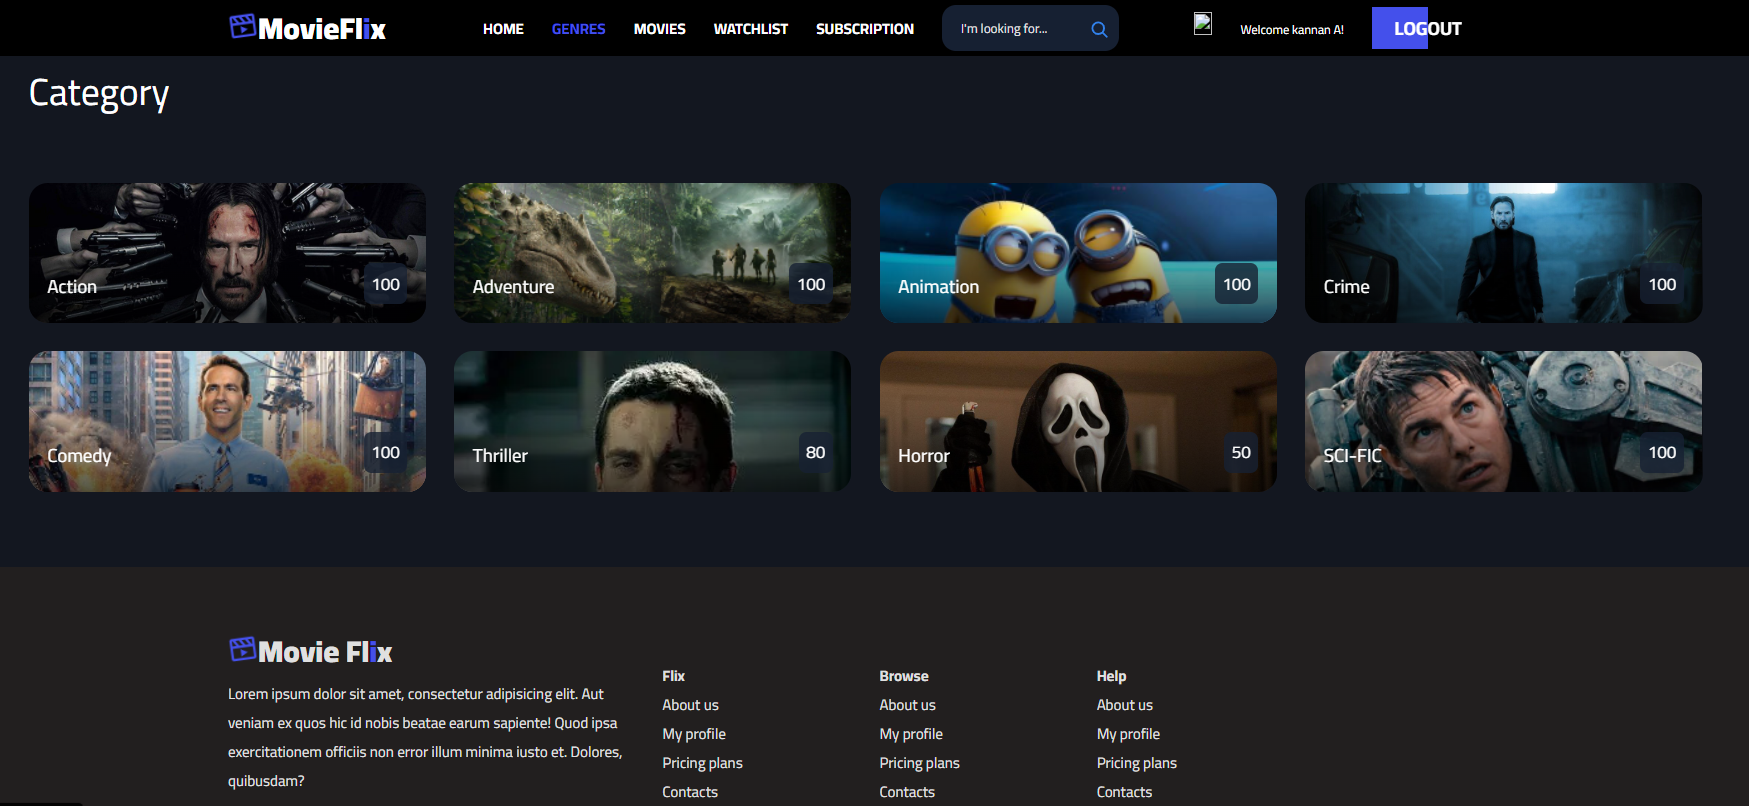 MovieFlix HOME GENRES MOVIES WATCHLIST SUBSCRIPTION I'm looking for... Welcome kannan A! LOGOUT
Category
Action 100 Adventure 100 Animation 100 Crime 100
Comedy 100 Thriller 80 Horror 50 SCI-FIC 100
Movie Flix
Lorem ipsum dolor sit amet, consectetur adipisicing elit. Aut
veniam ex quos hic id nobis beatae earum sapiente! Quod ipsa
exercitationem officiis non error illum minima iusto et. Dolores,
quibusdam?
Flix
About us
My profile
Pricing plans
Contacts
Browse
About us
My profile
Pricing plans
Contacts
Help
About us
My profile
Pricing plans
Contacts